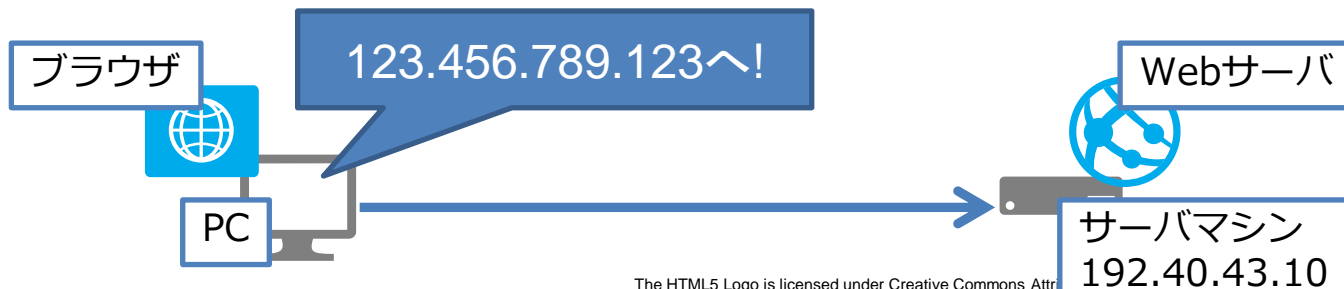 ブラウザ
123.456.789.123へ!
Webサーバ
PC
サーバマシン
192.40.43.10
The HTML5 Logo is licensed under Creative Commons